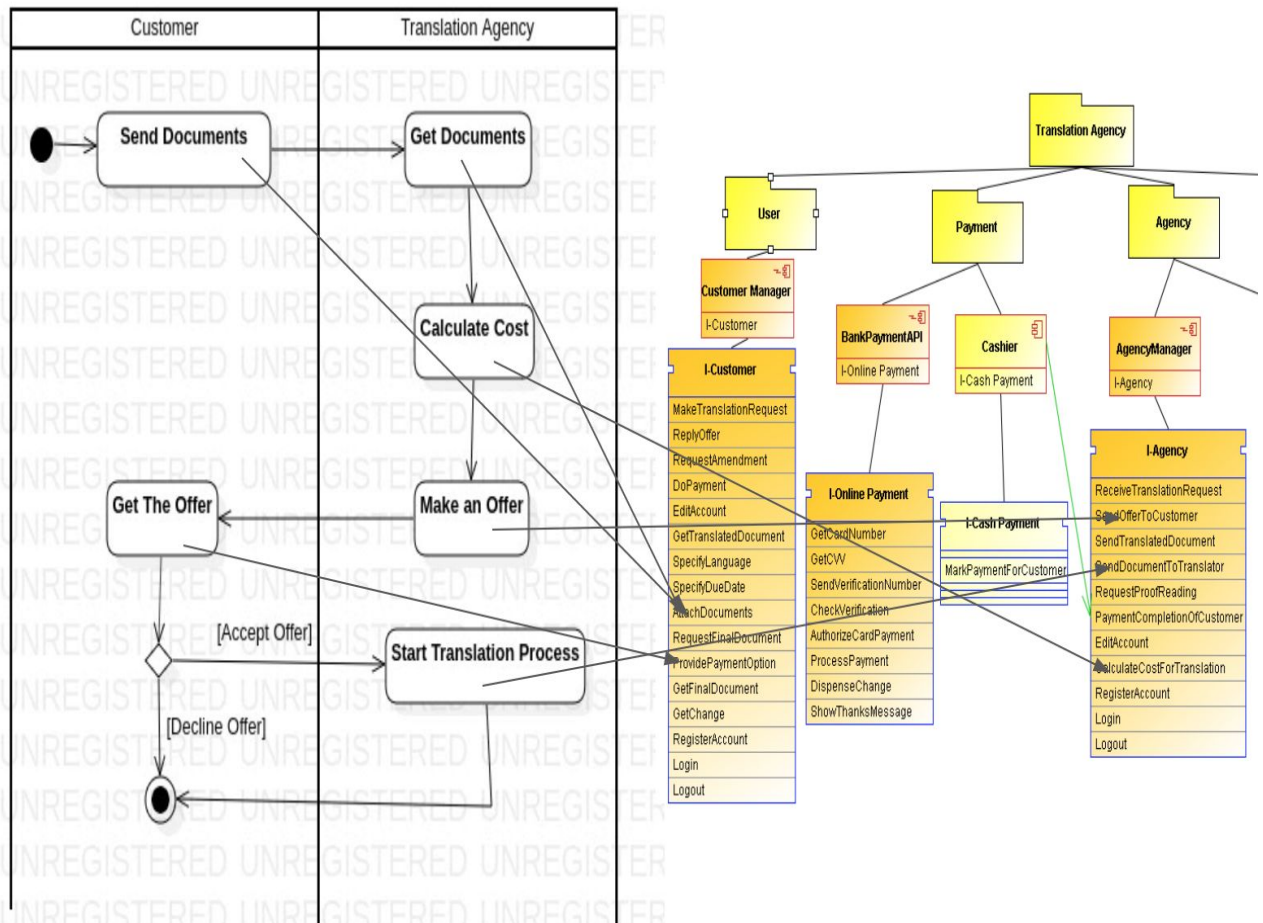 Customer
Translation Agency
Send Documents
Get Documents
Calculate Cost
Get The Offer
Make an Offer
[Accept Offer]
Start Translation Process
[Decline Offer]
UNREGISTERED UNREGISTERED UNREGISTER
Translation Agency
User
Payment
Agency
Customer Manager
I-Customer
BankPaymentAPI
I-Online Payment
Cashier
I-Cash Payment
AgencyManager
I-Agency
I-Customer
MakeTranslationRequest
ReplyOffer
RequestAmendment
DoPayment
EditAccount
GetTranslatedDocument
SpecifyLanguage
SpecifyDueDate
AttachDocuments
RequestFinalDocument
ProvidePaymentOption
GetFinalDocument
GetChange
RegisterAccount
Login
Logout
I-Online Payment
GetCardNumber
GetCVV
SendVerificationNumber
CheckVerification
AuthorizeCardPayment
ProcessPayment
DispenseChange
ShowThanksMessage
I-Cash Payment
MarkPaymentForCustomer
I-Agency
ReceiveTranslationRequest
SendOfferToCustomer
SendTranslatedDocument
SendDocumentToTranslator
RequestProofReading
PaymentCompletionOfCustomer
EditAccount
CalculateCostForTranslation
RegisterAccount
Login
Logout